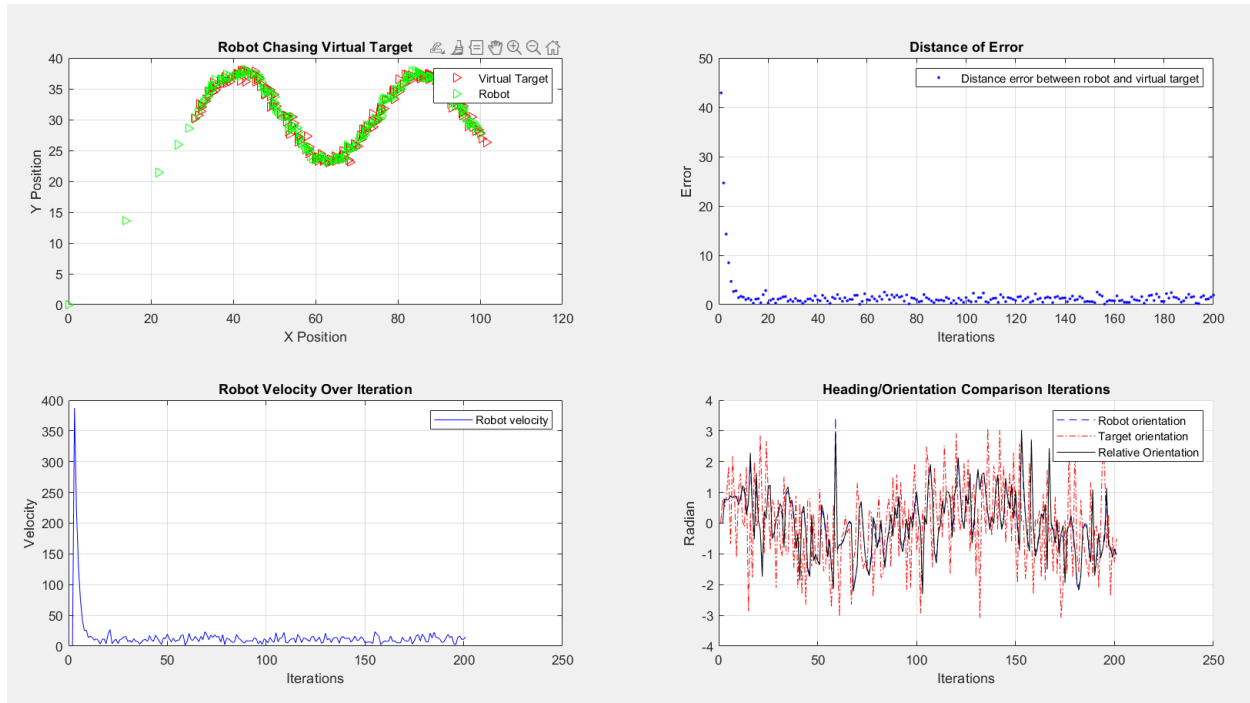 Robot Chasing Virtual Target
40
35
30
25
20
15
10
5
0
Y Position
Virtual Target
Robot
0 20 40 60 80 100 120
X Position
Distance of Error
50
40
30
20
10
0
Error
Distance error between robot and virtual target
0 20 40 60 80 100 120 140 160 180 200
Iterations
Robot Velocity Over Iteration
400
350
300
250
200
150
100
50
0
Velocity
Robot velocity
0 50 100 150 200 250
Iterations
Heading/Orientation Comparison Iterations
4
3
2
1
0
-1
-2
-3
-4
Radian
Robot orientation
Target orientation
Relative Orientation
0 50 100 150 200 250
Iterations